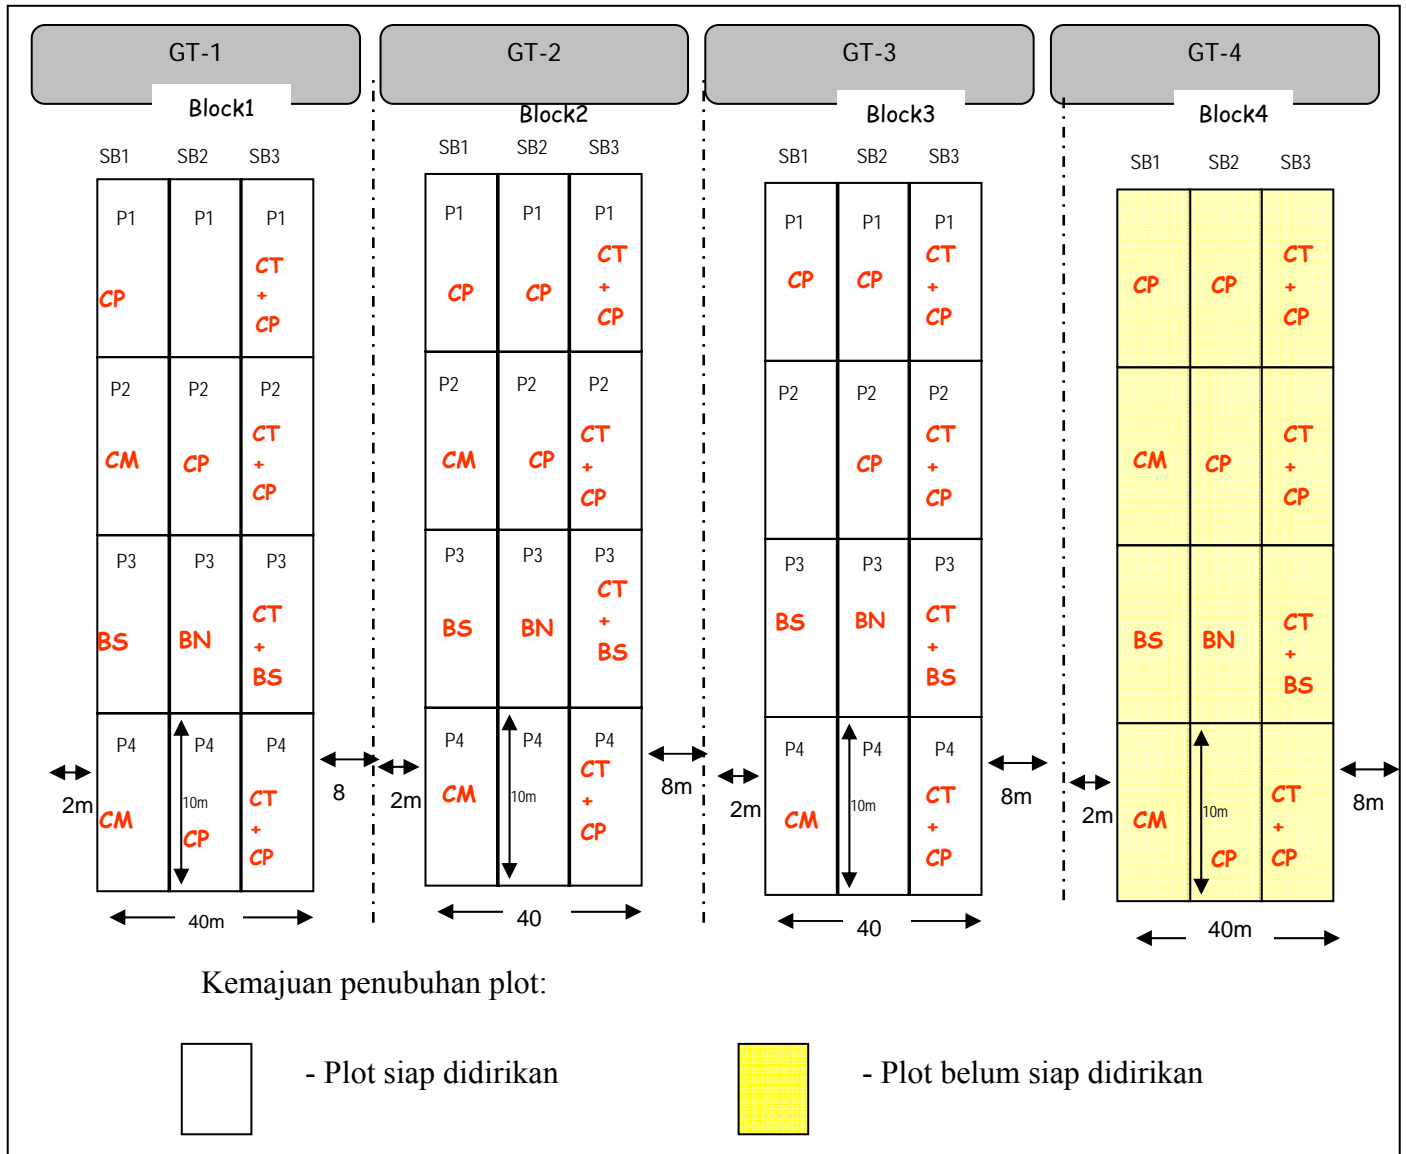 GT-1 GT-2 GT-3 GT-4
Block1 Block2 Block3 Block4
SB1 SB2 SB3 SB1 SB2 SB3 SB1 SB2 SB3 SB1 SB2 SB3
P1 P1 P1 P1 P1 P1 P1 P1 P1
CT CT CT CT
CP + CP CP + CP CP + CP CP +
CP CP CP CP
P2 P2 P2 P2 P2 P2 P2 P2 P2
CT CT CT CT
CM CP + CM CP + CP + CM CP +
CP CP CP CP
P3 P3 P3 P3 P3 P3 P3 P3 P3
CT CT CT CT
BS BN + BS BN + BS BN + BS BN +
BS BS BS BS
P4 P4 P4 P4 P4 P4 P4 P4 P4
CT CT CT CT
2m CM 10m CP + 8 2m CM 10m + 8m 2m CM 10m + 8m 2m CM 10m CP + 8m
CP CP CP CP
40m 40 40 40m
Kemajuan penubuhan plot:
- Plot siap didirikan - Plot belum siap didirikan